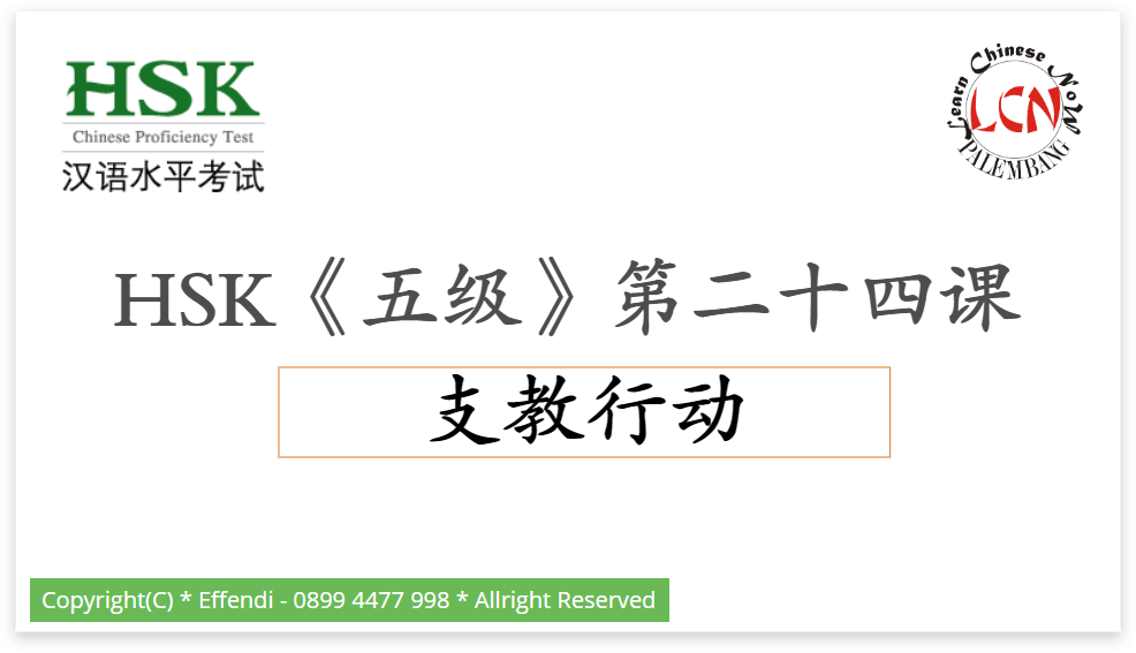 HSK
Chinese Proficiency Test
汉语水平考试
Learn Chinese Now
LCN
PALEMBANG
HSK《五级》第二十四课
支教行动
Copyright(C) * Effendi - 0899 4477 998 * Allright Reserved